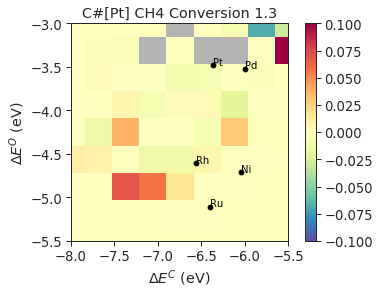 C#[Pt] CH4 Conversion 1.3
ΔE^O (eV)
−3.0
−3.5
−4.0
−4.5
−5.0
−5.5
Pt
Pd
Rh
Ni
Ru
−8.0 −7.5 −7.0 −6.5 −6.0 −5.5
ΔE^C (eV)
0.100
0.075
0.050
0.025
0.000
−0.025
−0.050
−0.075
−0.100